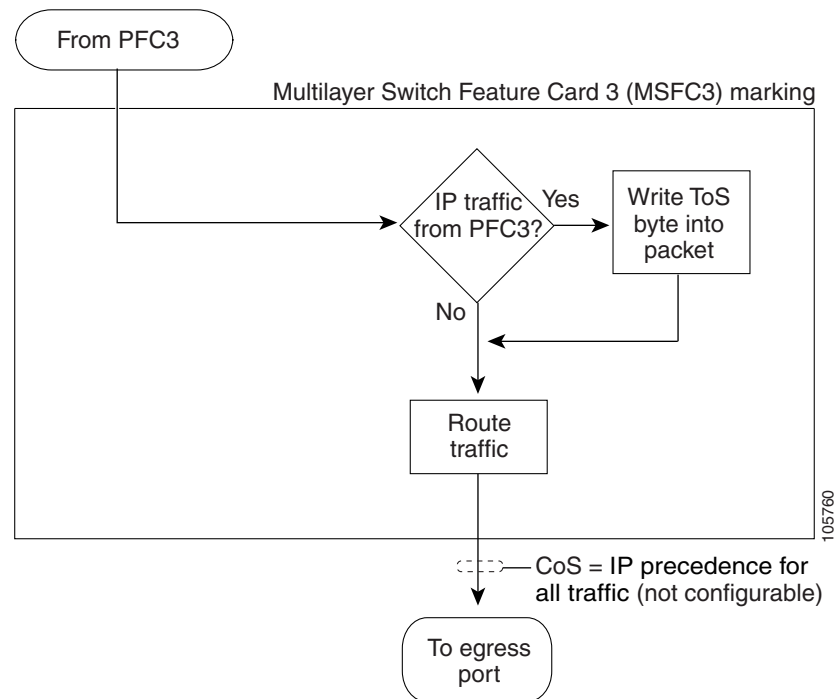 From PFC3
Multilayer Switch Feature Card 3 (MSFC3) marking
IP traffic
from PFC3?
Yes
Write ToS
byte into
packet
No
Route
traffic
105760
CoS = IP precedence for
all traffic (not configurable)
To egress
port